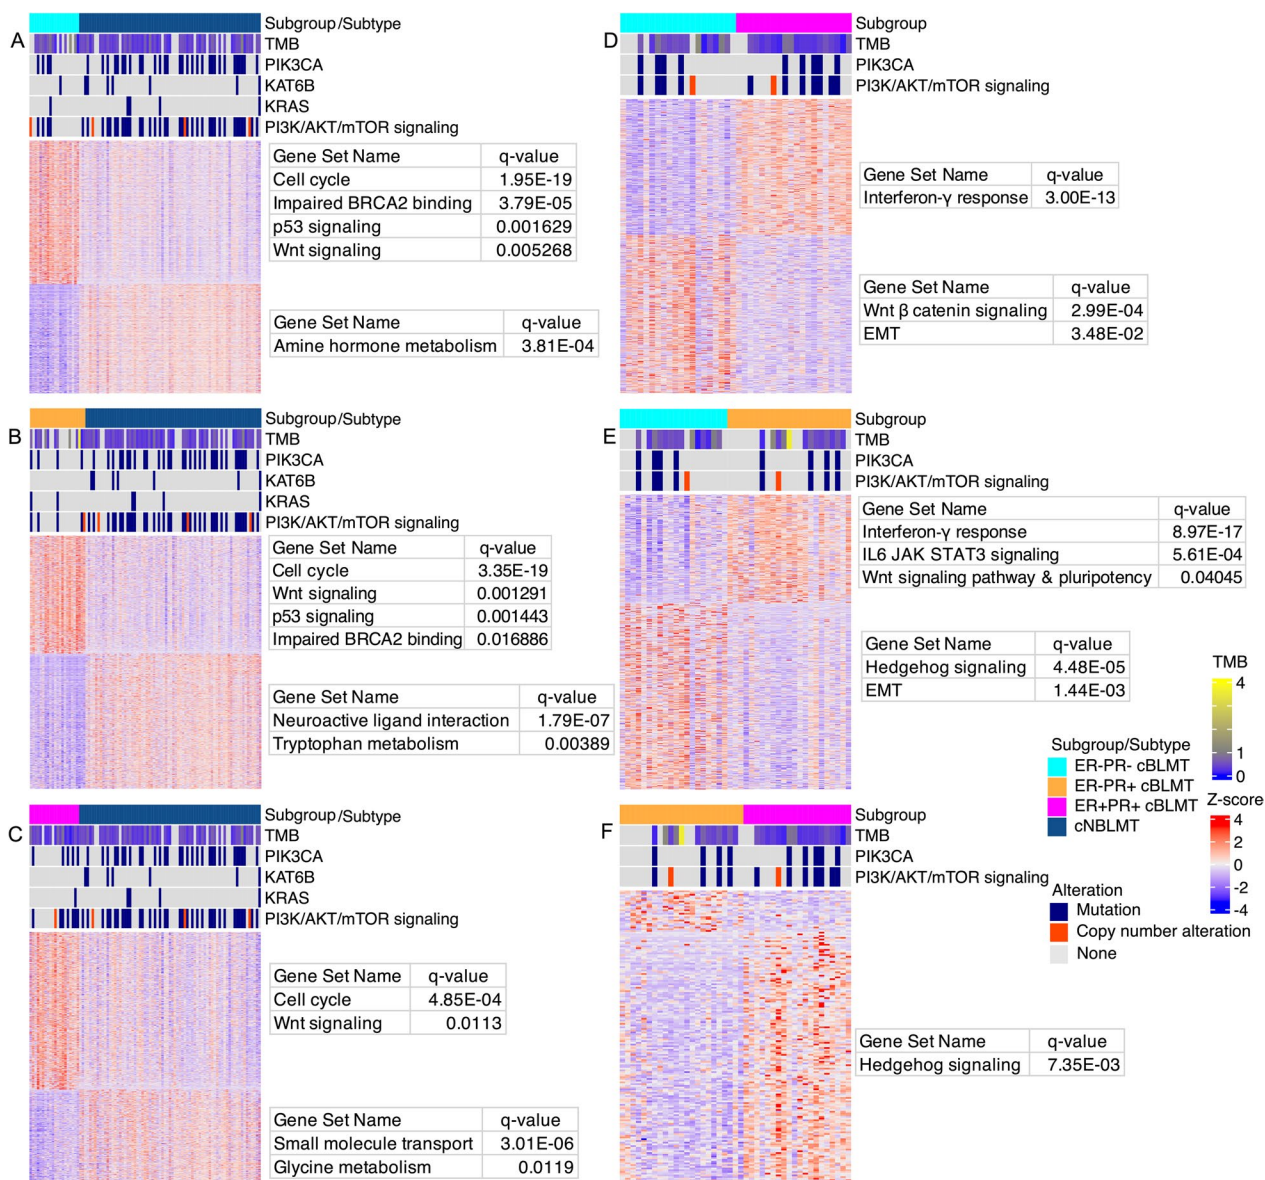 A
Subgroup/Subtype
TMB
PIK3CA
KAT6B
KRAS
PI3K/AKT/mTOR signaling
Gene Set Name q-value
Cell cycle 1.95E-19
Impaired BRCA2 binding 3.79E-05
p53 signaling 0.001629
Wnt signaling 0.005268
Gene Set Name q-value
Amine hormone metabolism 3.81E-04
B
Subgroup/Subtype
TMB
PIK3CA
KAT6B
KRAS
PI3K/AKT/mTOR signaling
Gene Set Name q-value
Cell cycle 3.35E-19
Wnt signaling 0.001291
p53 signaling 0.001443
Impaired BRCA2 binding 0.016886
Gene Set Name q-value
Neuroactive ligand interaction 1.79E-07
Tryptophan metabolism 0.00389
C
Subgroup/Subtype
TMB
PIK3CA
KAT6B
KRAS
PI3K/AKT/mTOR signaling
Gene Set Name q-value
Cell cycle 4.85E-04
Wnt signaling 0.0113
Gene Set Name q-value
Small molecule transport 3.01E-06
Glycine metabolism 0.0119
D
Subgroup
TMB
PIK3CA
PI3K/AKT/mTOR signaling
Gene Set Name q-value
Interferon-γ response 3.00E-13
Gene Set Name q-value
Wnt β catenin signaling 2.99E-04
EMT 3.48E-02
E
Subgroup
TMB
PIK3CA
PI3K/AKT/mTOR signaling
Gene Set Name q-value
Interferon-γ response 8.97E-17
IL6 JAK STAT3 signaling 5.61E-04
Wnt signaling pathway & pluripotency 0.04045
Gene Set Name q-value
Hedgehog signaling 4.48E-05
EMT 1.44E-03
F
Subgroup
TMB
PIK3CA
PI3K/AKT/mTOR signaling
Gene Set Name q-value
Hedgehog signaling 7.35E-03
TMB
4
1
0
Subgroup/Subtype
ER-PR- cBLMT
ER-PR+ cBLMT
ER+PR+ cBLMT
cNBLMT
Z-score
4
2
0
-2
-4
Alteration
Mutation
Copy number alteration
None